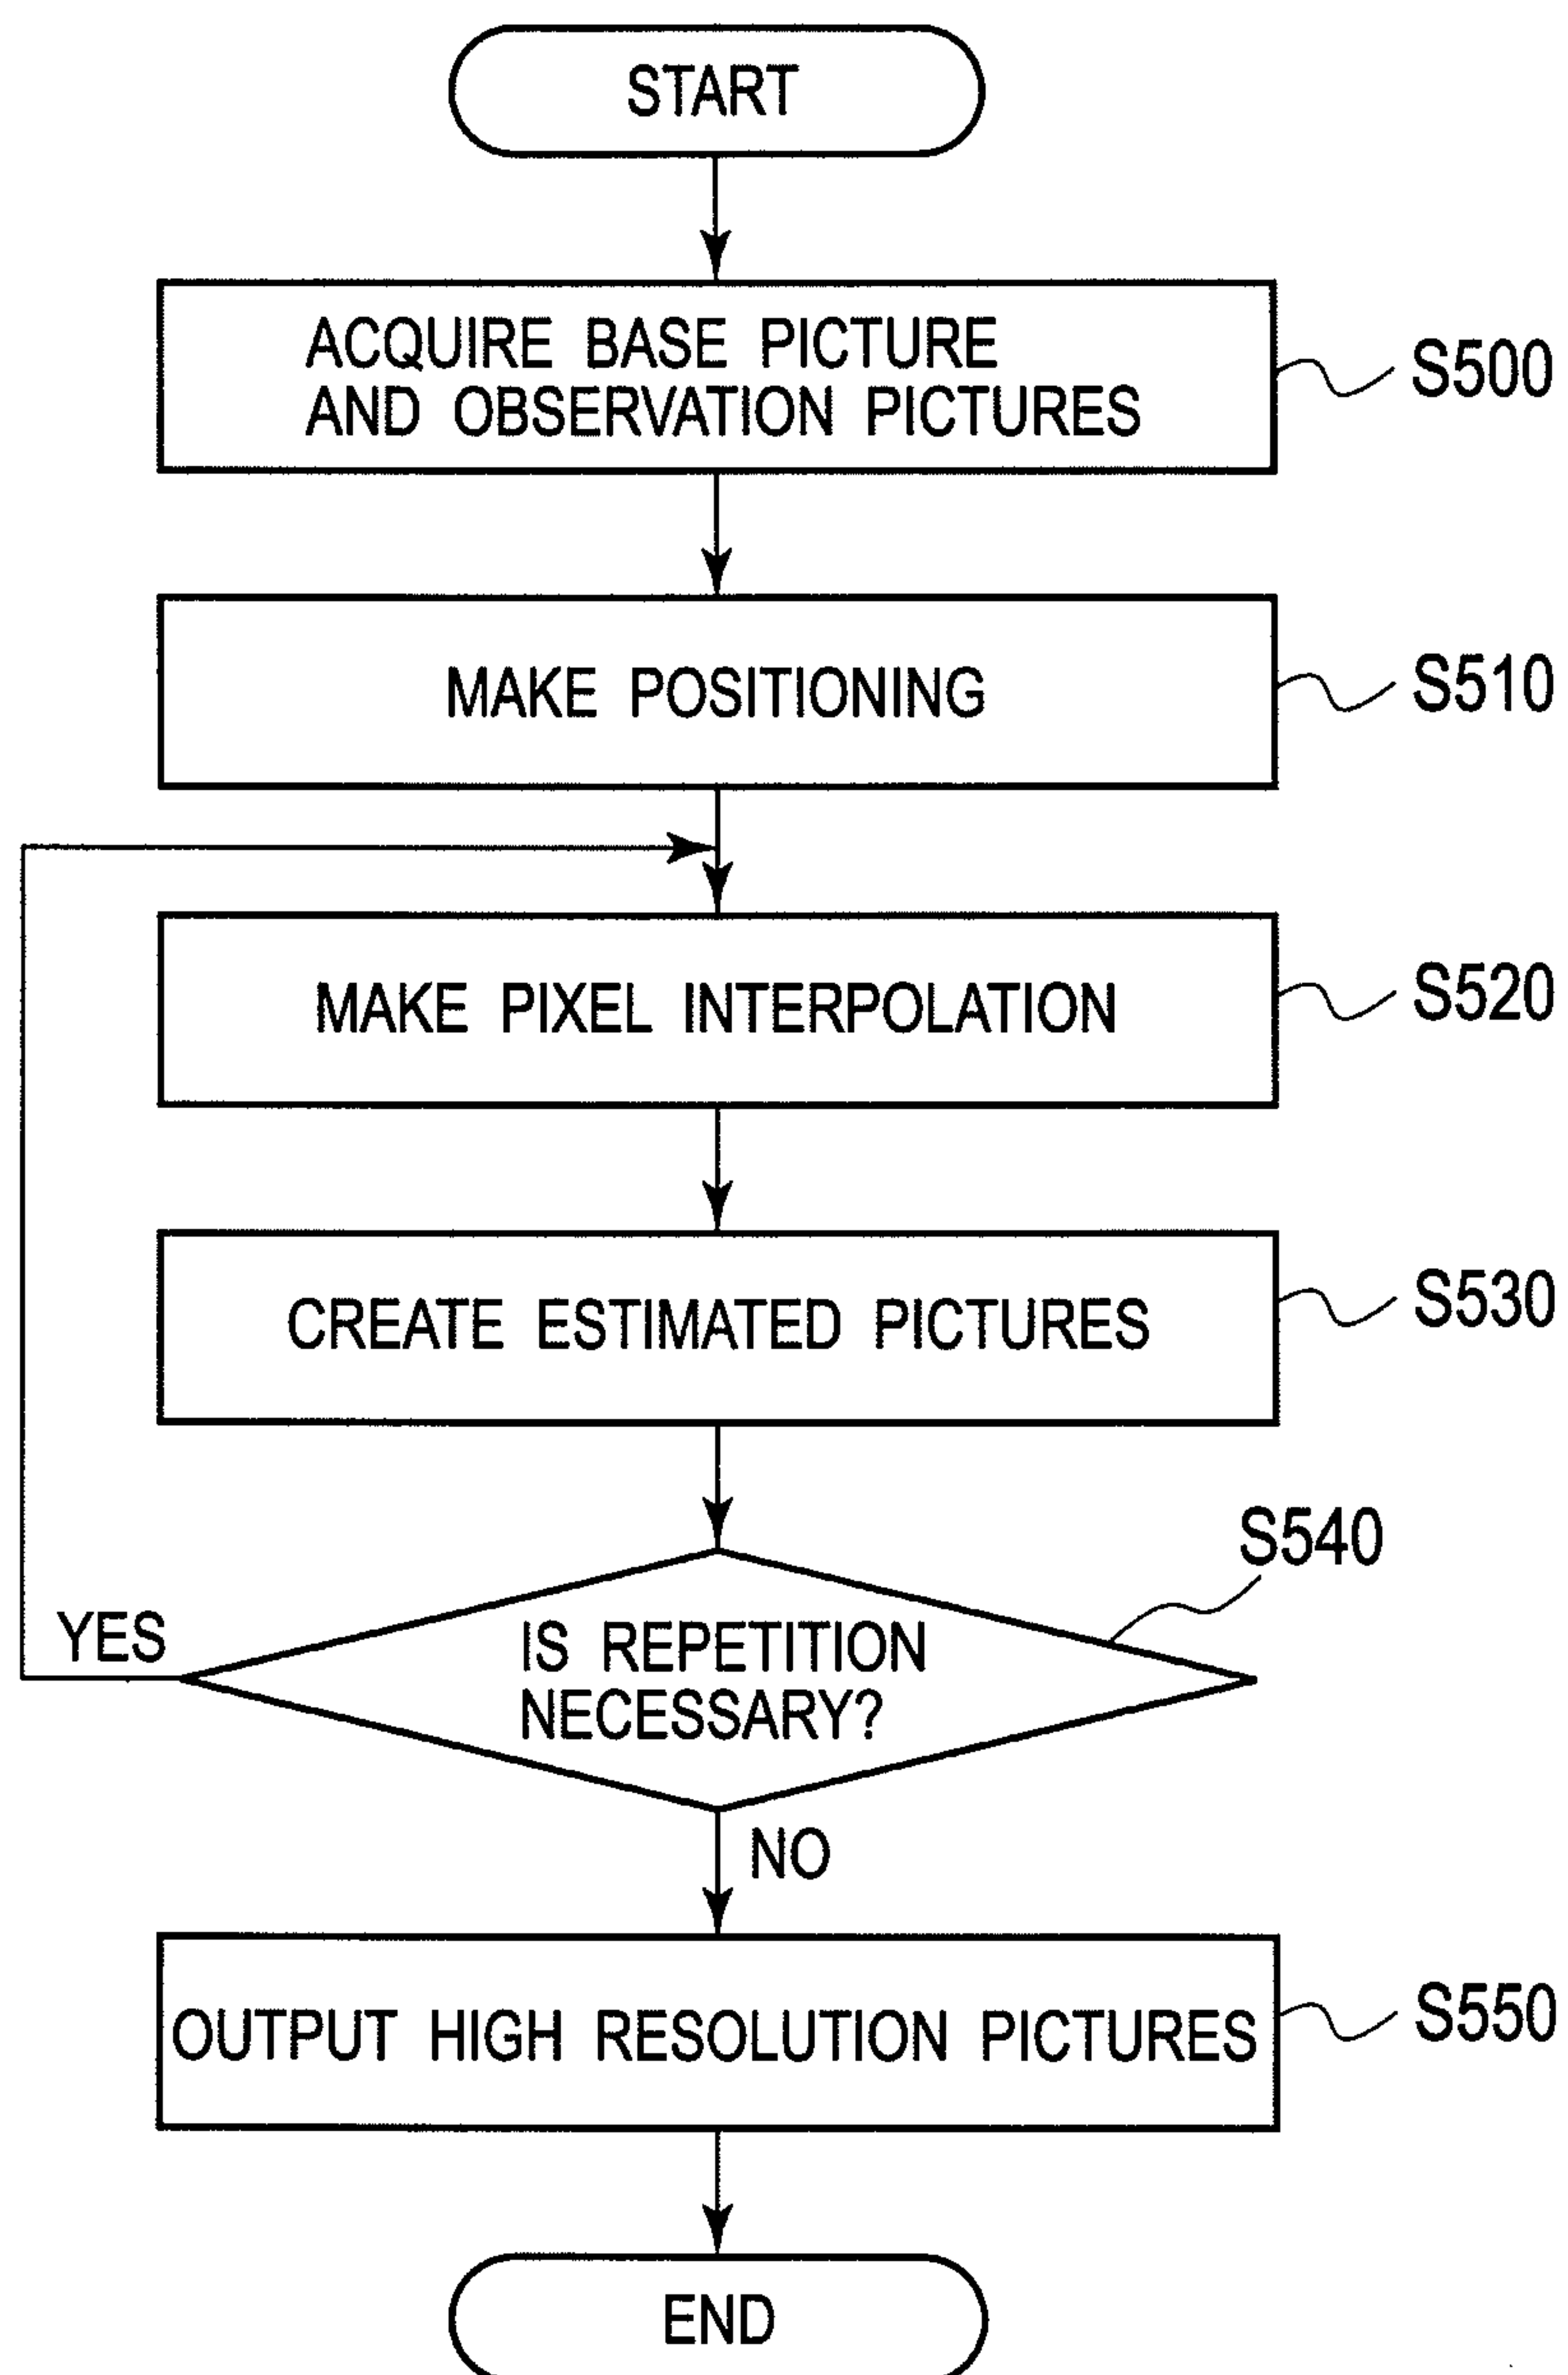 START
ACQUIRE BASE PICTURE
AND OBSERVATION PICTURES
S500
MAKE POSITIONING
S510
MAKE PIXEL INTERPOLATION
S520
CREATE ESTIMATED PICTURES
S530
S540
YES
IS REPETITION
NECESSARY?
NO
OUTPUT HIGH RESOLUTION PICTURES
S550
END